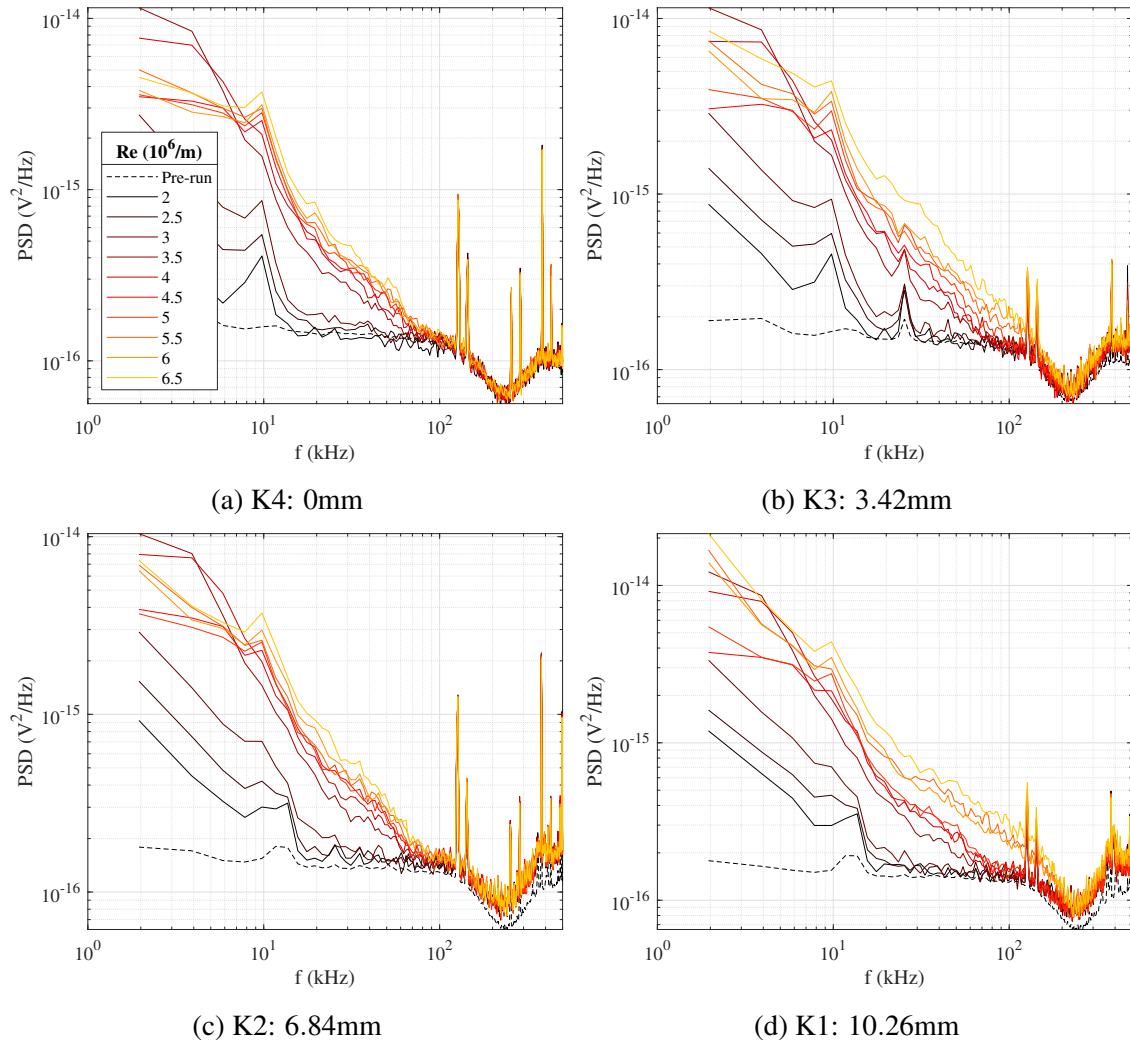 10^-14
10^-15
10^-16
PSD (V^2/Hz)
Re (10^6/m)
Pre-run
2
2.5
3
3.5
4
4.5
5
5.5
6
6.5
10^0 10^1 10^2
f (kHz)
(a) K4: 0mm
10^-14
10^-15
10^-16
PSD (V^2/Hz)
10^0 10^1 10^2
f (kHz)
(b) K3: 3.42mm
10^-14
10^-15
10^-16
PSD (V^2/Hz)
10^0 10^1 10^2
f (kHz)
(c) K2: 6.84mm
10^-14
10^-15
10^-16
PSD (V^2/Hz)
10^0 10^1 10^2
f (kHz)
(d) K1: 10.26mm